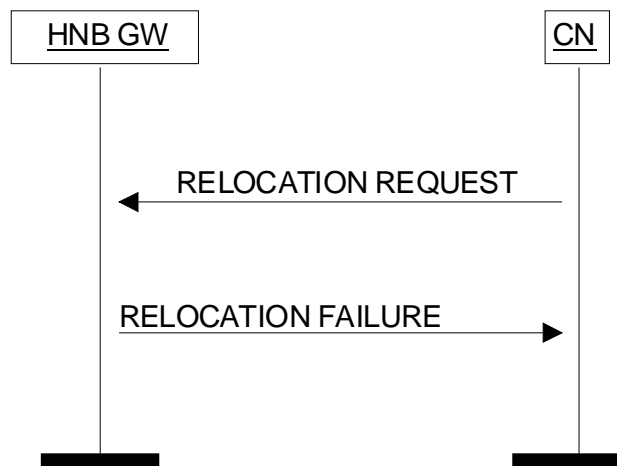 HNB GW
CN
RELOCATION REQUEST
RELOCATION FAILURE